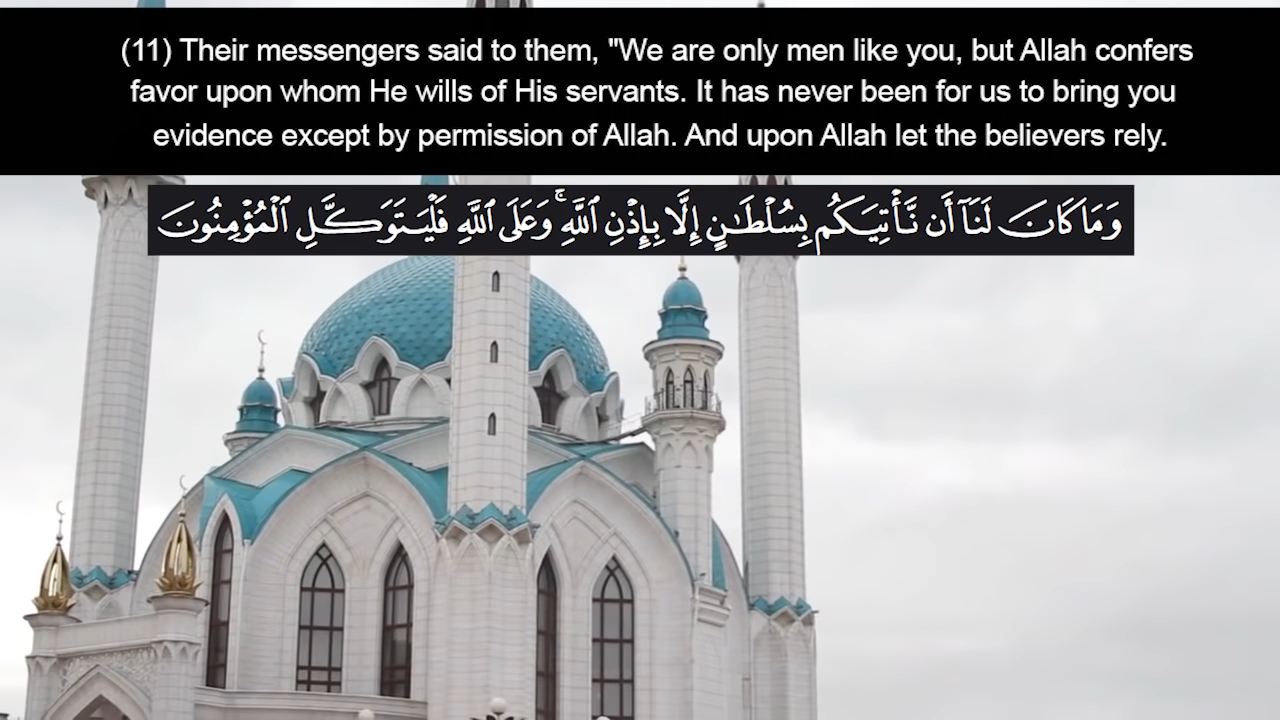 (11) Their messengers said to them, "We are only men like you, but Allah confers
favor upon whom He wills of His servants. It has never been for us to bring you
evidence except by permission of Allah. And upon Allah let the believers rely.
وَمَا كَانَ لَنَآ أَن نَّأْتِيَكُم بِسُلْطَـٰنٍ إِلَّا بِإِذْنِ ٱللَّهِ ۚ وَعَلَى ٱللَّهِ فَلْيَتَوَكَّلِ ٱلْمُؤْمِنُونَ